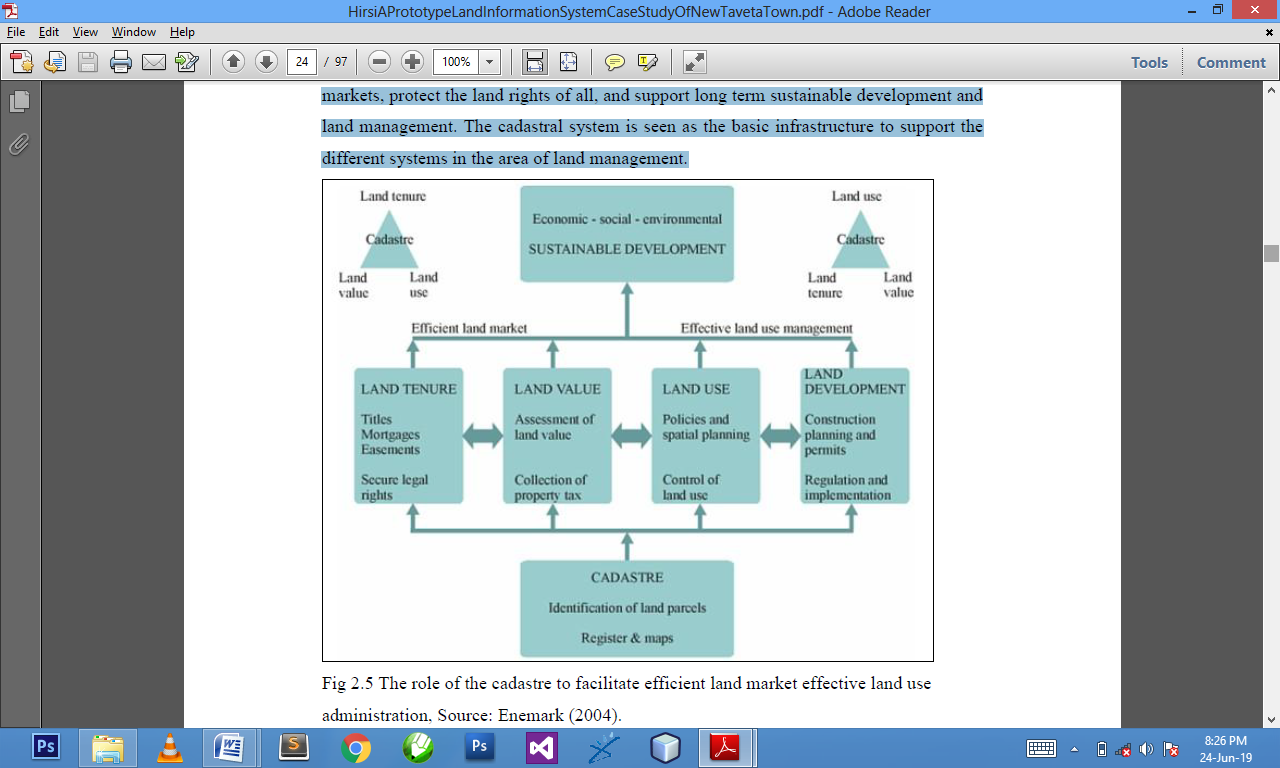 HirsiAPrototypeLandInformationSystemCaseStudyOfNewTavetaTown.pdf - Adobe Reader
File Edit View Window Help
24 / 97 100% Tools Comment
markets, protect the land rights of all, and support long term sustainable development and
land management. The cadastral system is seen as the basic infrastructure to support the
different systems in the area of land management.
Land tenure
Cadastre
Land value
Land use
Economic - social - environmental
SUSTAINABLE DEVELOPMENT
Land use
Cadastre
Land tenure
Land value
Efficient land market
Effective land use management
LAND TENURE
Titles
Mortgages
Easements
Secure legal
rights
LAND VALUE
Assessment of
land value
Collection of
property tax
LAND USE
Policies and
spatial planning
Control of
land use
LAND
DEVELOPMENT
Construction
planning and
permits
Regulation and
implementation
CADASTRE
Identification of land parcels
Register & maps
Fig 2.5 The role of the cadastre to facilitate efficient land market effective land use
administration, Source: Enemark (2004).
Ps
W
S
Ps
8:26 PM
24-Jun-19